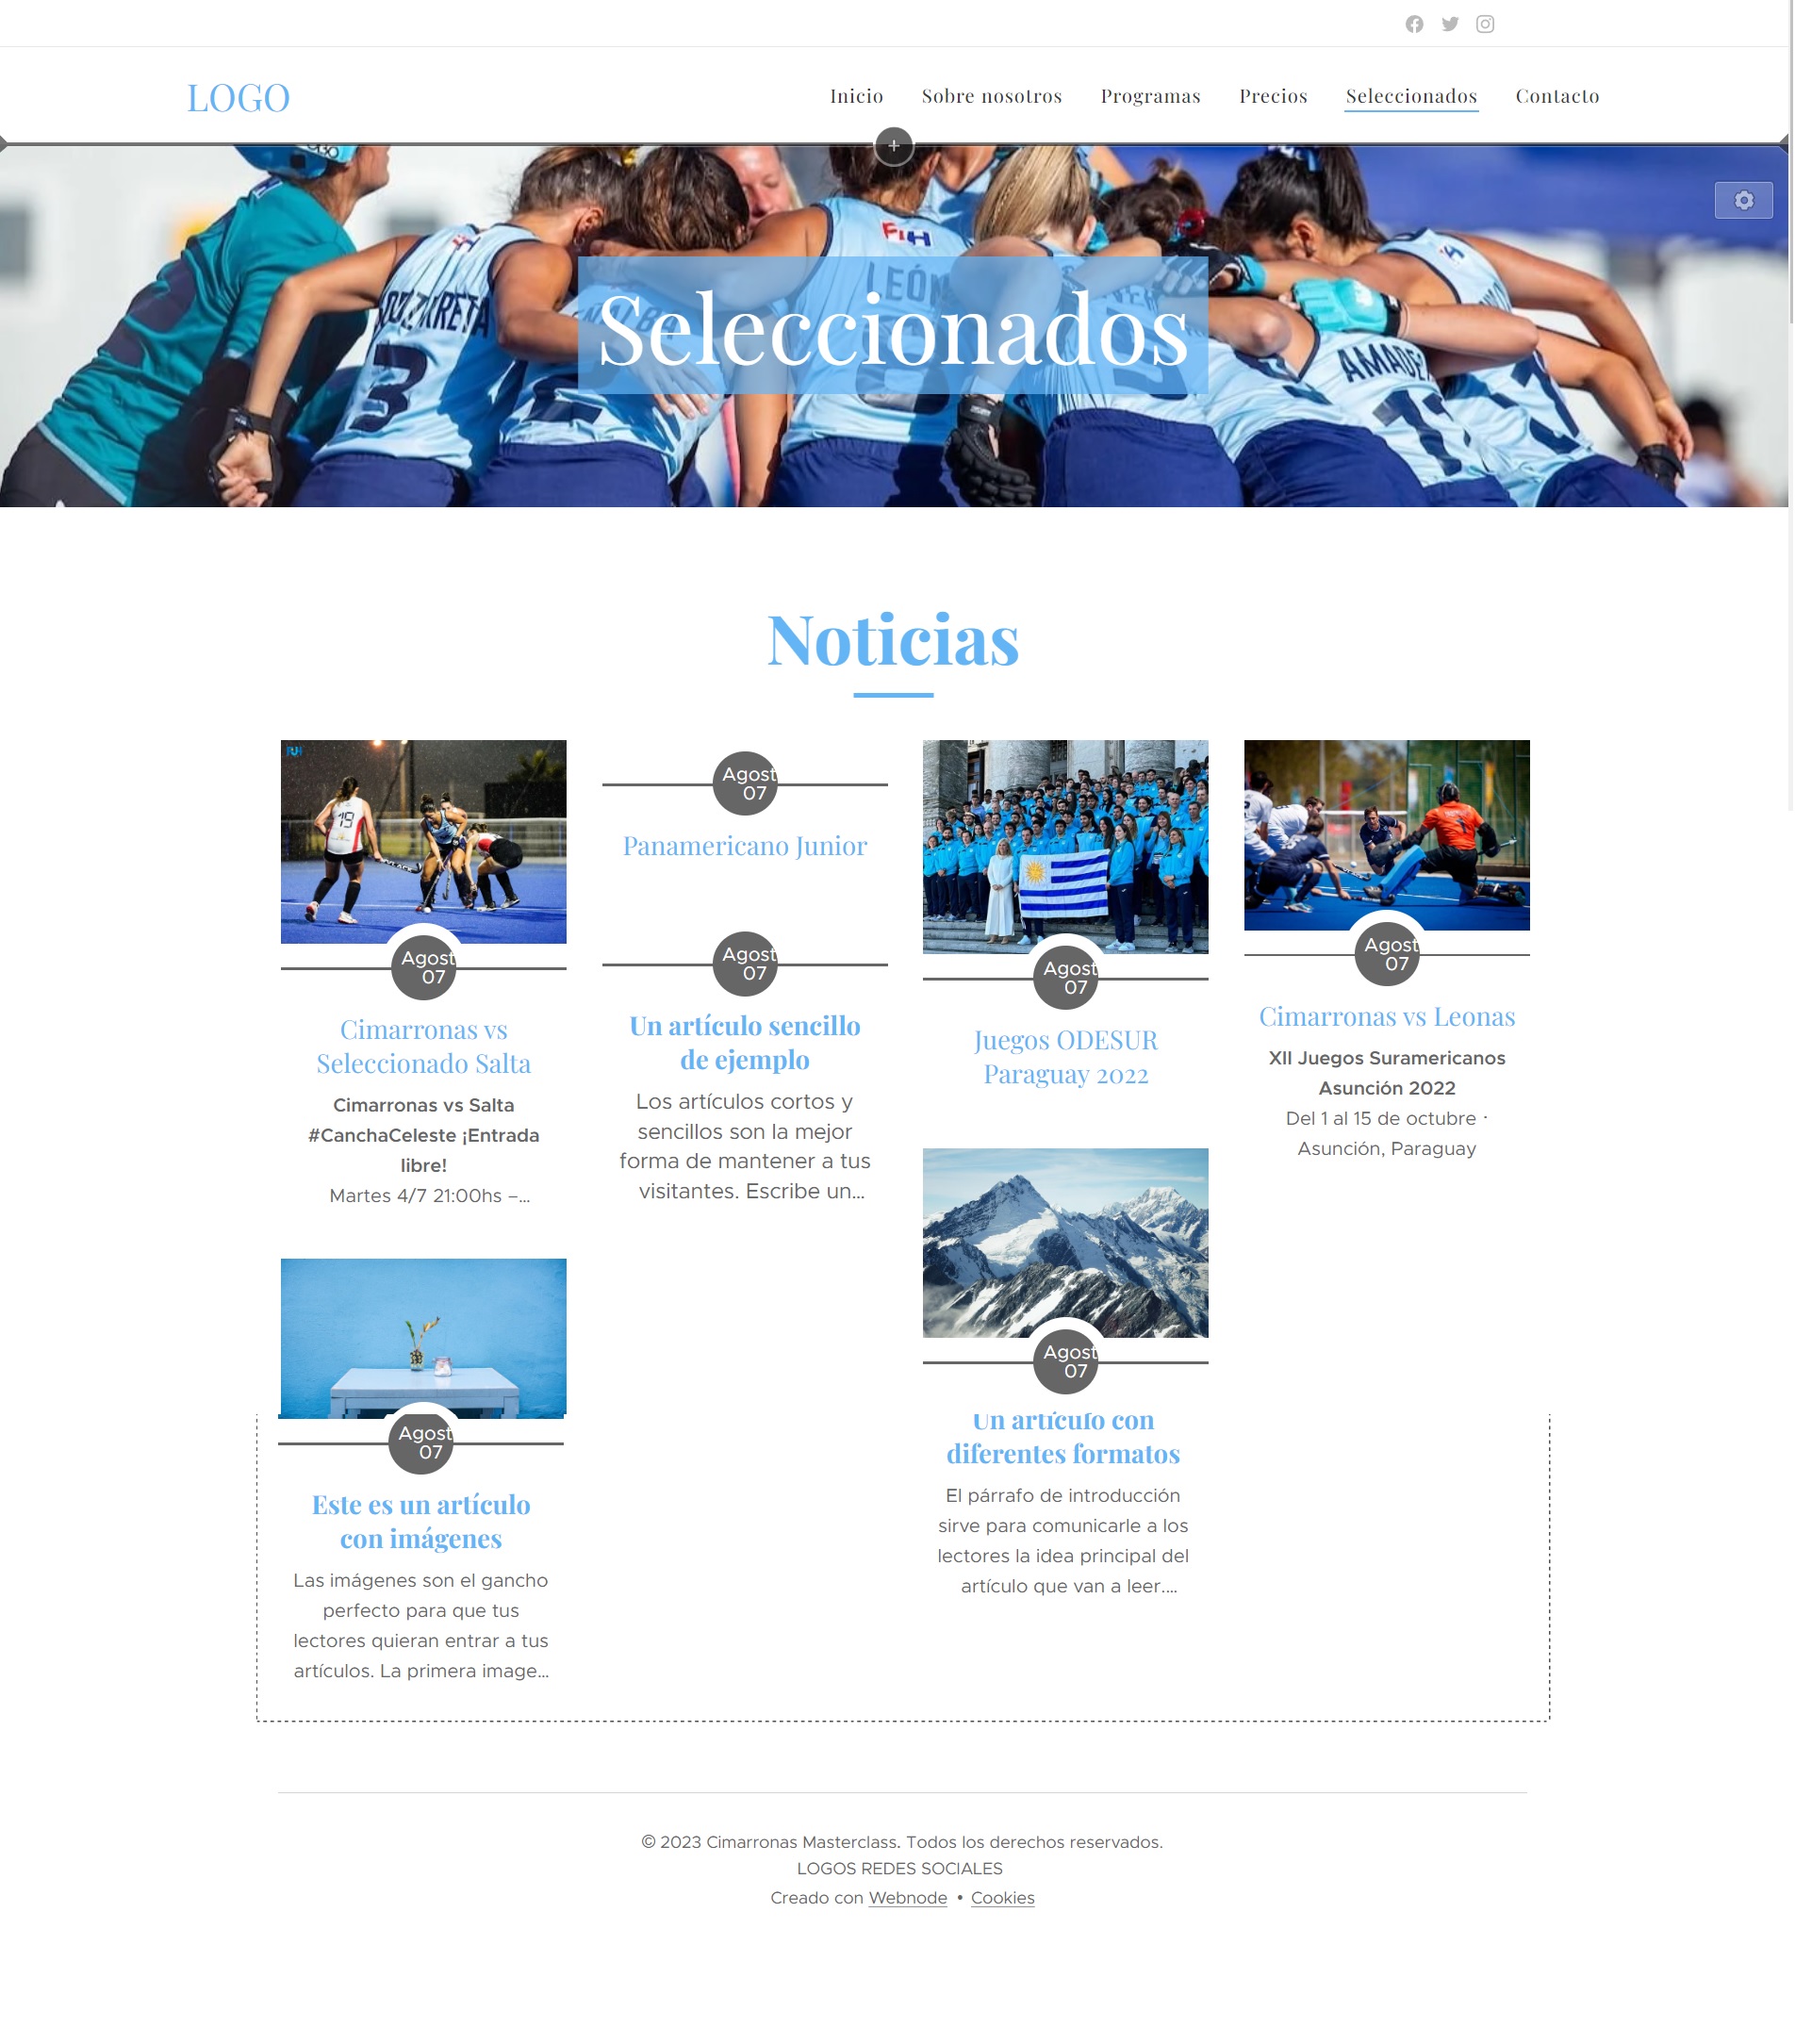 LOGO
Inicio Sobre nosotros Programas Precios Seleccionados Contacto
LEÓN
3
AMADE
Seleccionados
Noticias
19
Agost
07
Cimarronas vs
Seleccionado Salta
Cimarronas vs Salta
#CanchaCeleste ¡Entrada
libre!
Martes 4/7 21:00hs –...
Agost
07
Panamericano Junior
Agost
07
Un artículo sencillo
de ejemplo
Los artículos cortos y
sencillos son la mejor
forma de mantener a tus
visitantes. Escribe un...
Agost
07
Juegos ODESUR
Paraguay 2022
Agost
07
Cimarronas vs Leonas
XII Juegos Suramericanos
Asunción 2022
Del 1 al 15 de octubre ·
Asunción, Paraguay
Agost
07
Este es un artículo
con imágenes
Las imágenes son el gancho
perfecto para que tus
lectores quieran entrar a tus
artículos. La primera image...
Agost
07
Un artículo con
diferentes formatos
El párrafo de introducción
sirve para comunicarle a los
lectores la idea principal del
artículo que van a leer....
© 2023 Cimarronas Masterclass. Todos los derechos reservados.
LOGOS REDES SOCIALES
Creado con Webnode • Cookies